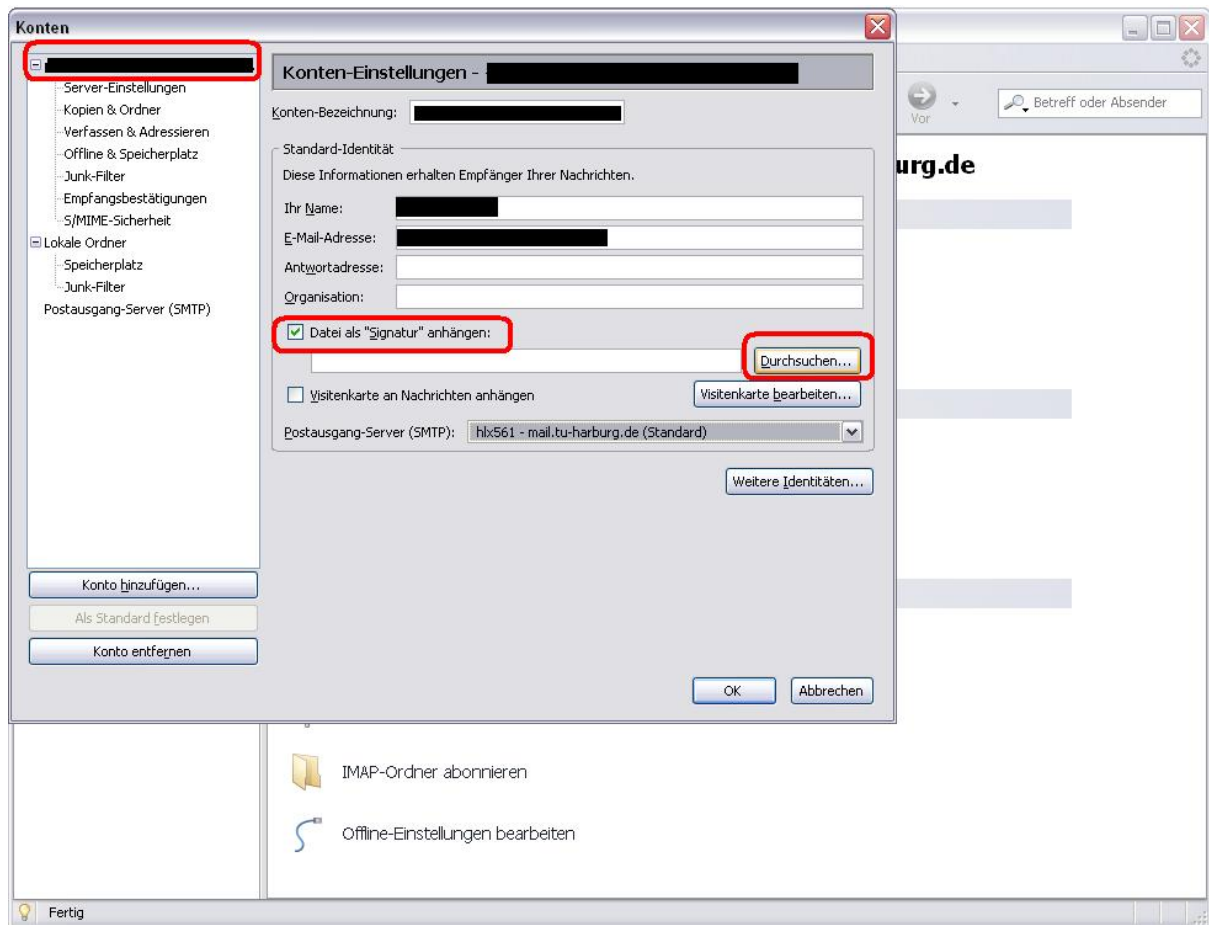 Konten
Server-Einstellungen
Kopien & Ordner
Verfassen & Adressieren
Offline & Speicherplatz
Junk-Filter
Empfangsbestätigungen
S/MIME-Sicherheit
Lokale Ordner
Speicherplatz
Junk-Filter
Postausgang-Server (SMTP)
Konto hinzufügen...
Als Standard festlegen
Konto entfernen
Konten-Einstellungen -
Konten-Bezeichnung:
Standard-Identität
Diese Informationen erhalten Empfänger Ihrer Nachrichten.
Ihr Name:
E-Mail-Adresse:
Antwortadresse:
Organisation:
Datei als "Signatur" anhängen:
Durchsuchen...
Visitenkarte an Nachrichten anhängen
Visitenkarte bearbeiten...
Postausgang-Server (SMTP): hlx561 - mail.tu-harburg.de (Standard)
Weitere Identitäten...
OK Abbrechen
Vor
Betreff oder Absender
urg.de
IMAP-Ordner abonnieren
Offline-Einstellungen bearbeiten
Fertig